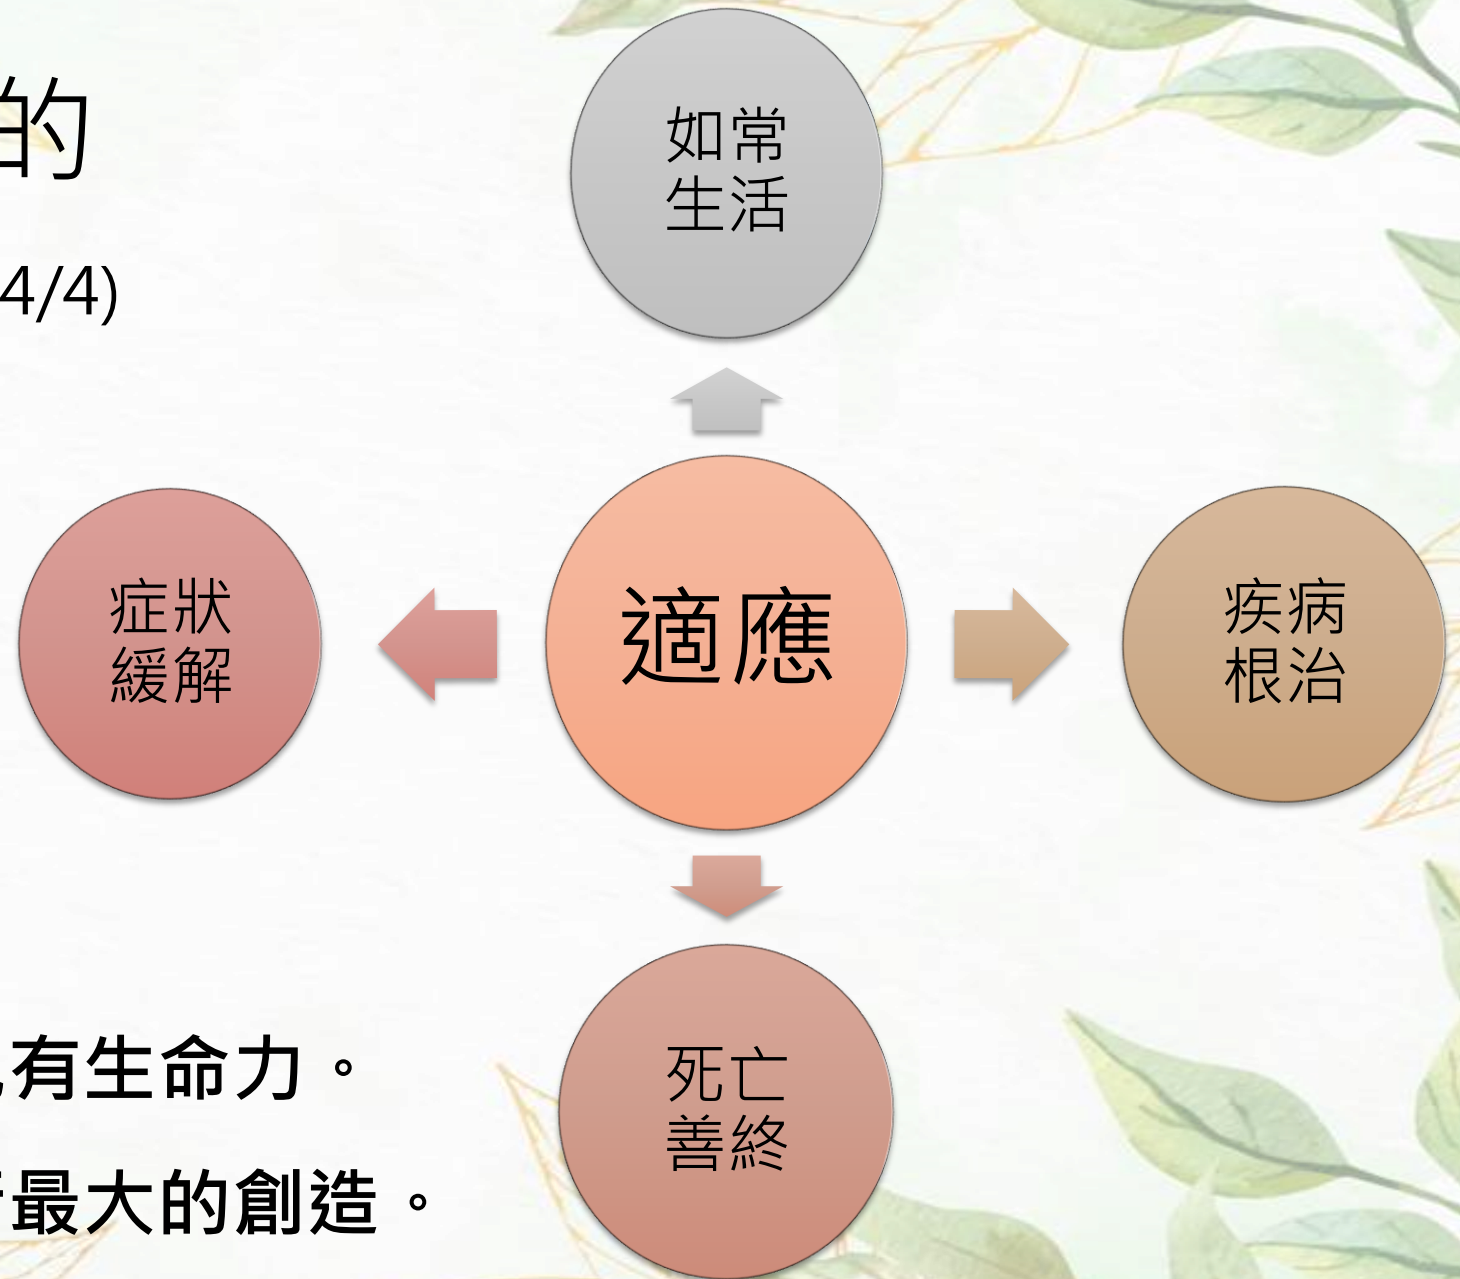 的
4/4)
如常
生活
症狀
緩解
適應
疾病
根治
有生命力。
最大的創造。
死亡
善終